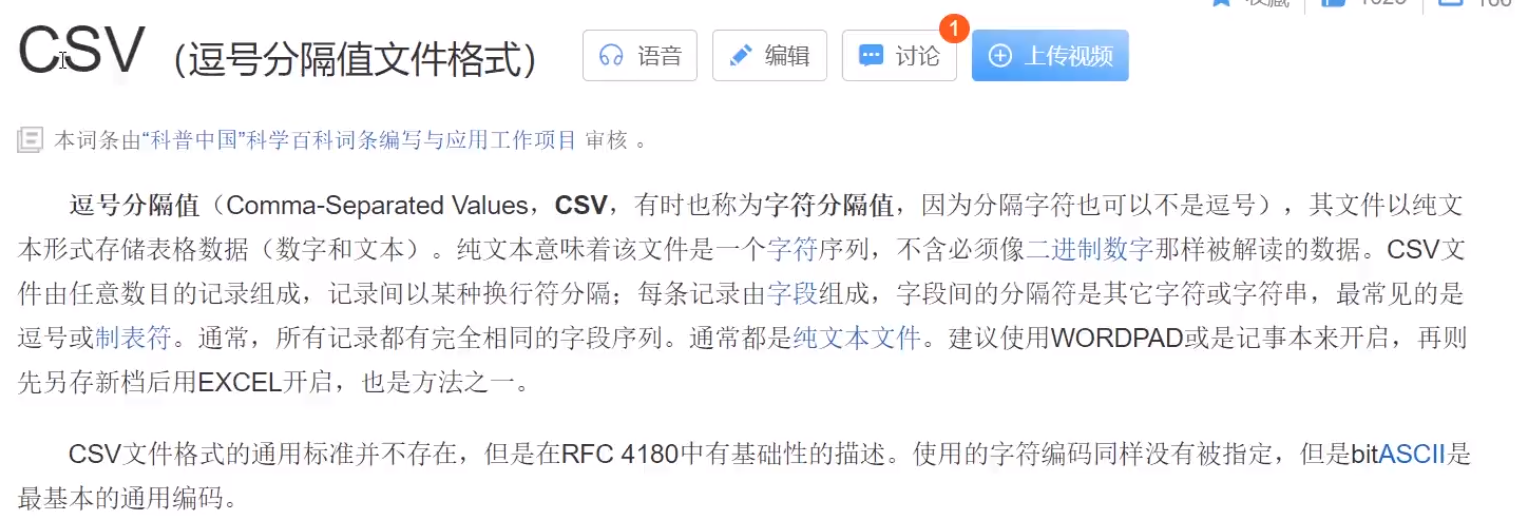 收藏
CSV（逗号分隔值文件格式） 语音 编辑 讨论 1 上传视频
本词条由“科普中国”科学百科词条编写与应用工作项目 审核 。
逗号分隔值（Comma-Separated Values，CSV，有时也称为字符分隔值，因为分隔字符也可以不是逗号），其文件以纯文
本形式存储表格数据（数字和文本）。纯文本意味着该文件是一个字符序列，不含必须像二进制数字那样被解读的数据。CSV文
件由任意数目的记录组成，记录间以某种换行符分隔；每条记录由字段组成，字段间的分隔符是其它字符或字符串，最常见的是
逗号或制表符。通常，所有记录都有完全相同的字段序列。通常都是纯文本文件。建议使用WORDPAD或是记事本来开启，再则
先另存新档后用EXCEL开启，也是方法之一。
CSV文件格式的通用标准并不存在，但是在RFC 4180中有基础性的描述。使用的字符编码同样没有被指定，但是bitASCII是
最基本的通用编码。